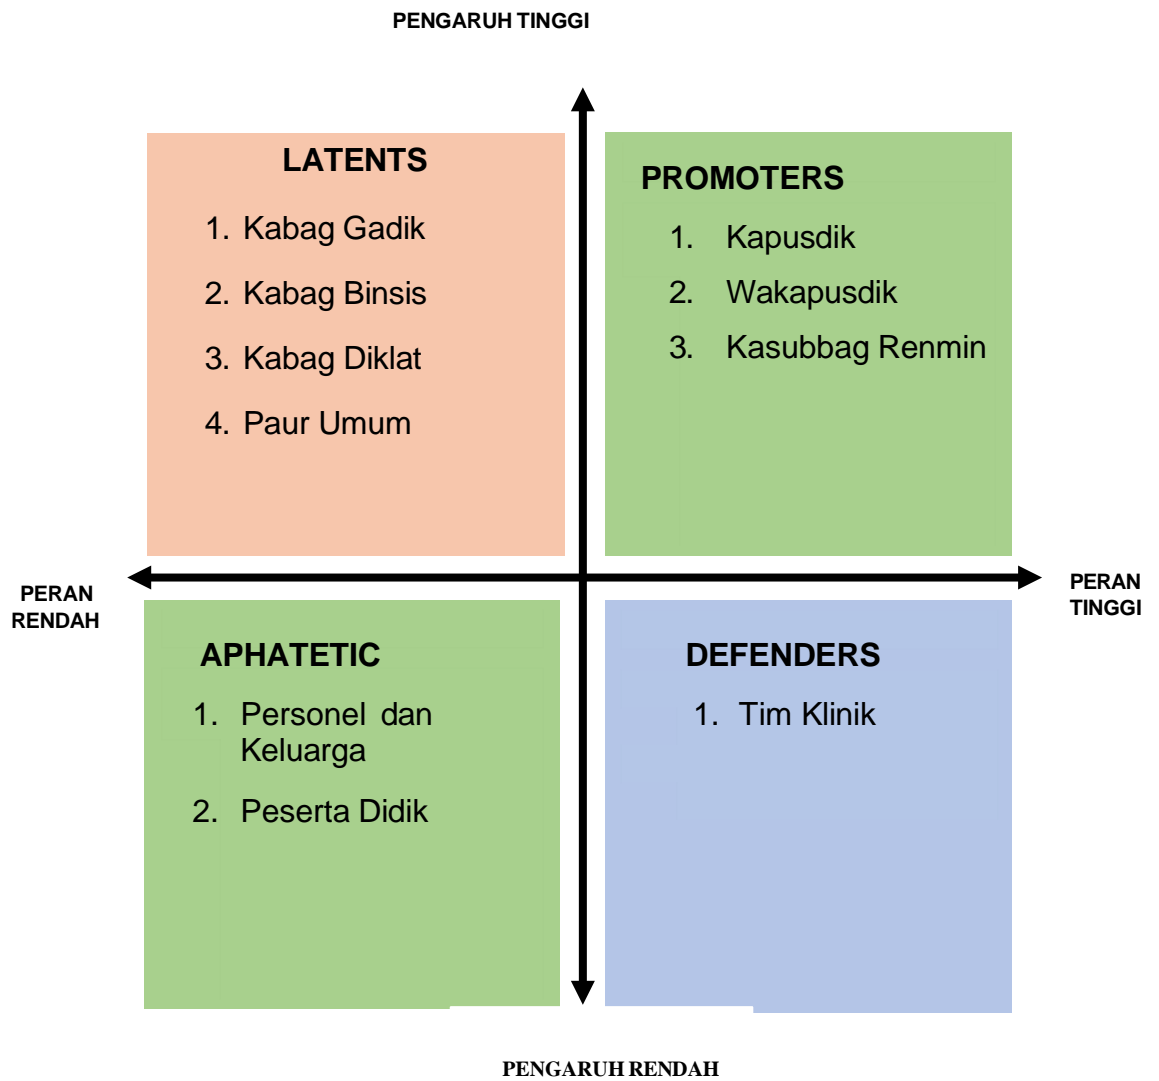 PENGARUH TINGGI
LATENTS
1. Kabag Gadik
2. Kabag Binsis
3. Kabag Diklat
4. Paur Umum
PROMOTERS
1. Kapusdik
2. Wakapusdik
3. Kasubbag Renmin
PERAN
RENDAH
PERAN
TINGGI
APHATETIC
1. Personel dan
Keluarga
2. Peserta Didik
DEFENDERS
1. Tim Klinik
PENGARUH RENDAH